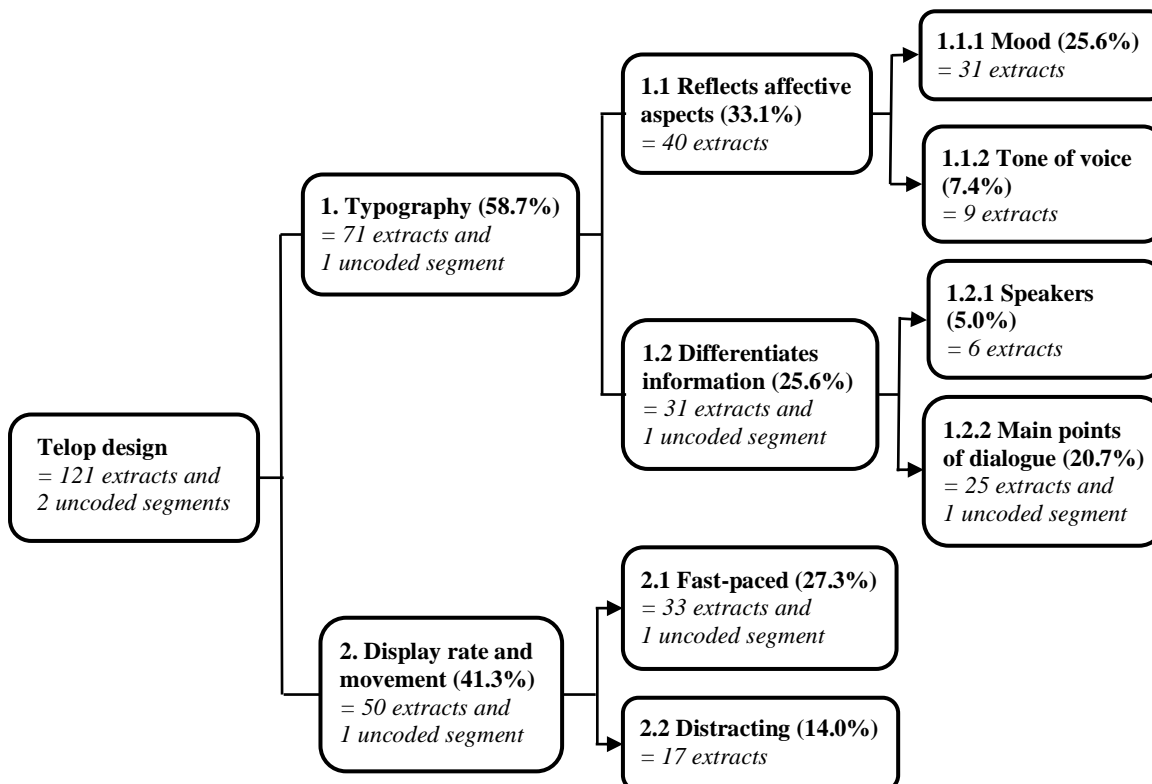 Telop design
= 121 extracts and
2 uncoded segments
1. Typography (58.7%)
= 71 extracts and
1 uncoded segment
1.1 Reflects affective
aspects (33.1%)
= 40 extracts
1.1.1 Mood (25.6%)
= 31 extracts
1.1.2 Tone of voice
(7.4%)
= 9 extracts
1.2 Differentiates
information (25.6%)
= 31 extracts and
1 uncoded segment
1.2.1 Speakers
(5.0%)
= 6 extracts
1.2.2 Main points
of dialogue (20.7%)
= 25 extracts and
1 uncoded segment
2. Display rate and
movement (41.3%)
= 50 extracts and
1 uncoded segment
2.1 Fast-paced (27.3%)
= 33 extracts and
1 uncoded segment
2.2 Distracting (14.0%)
= 17 extracts